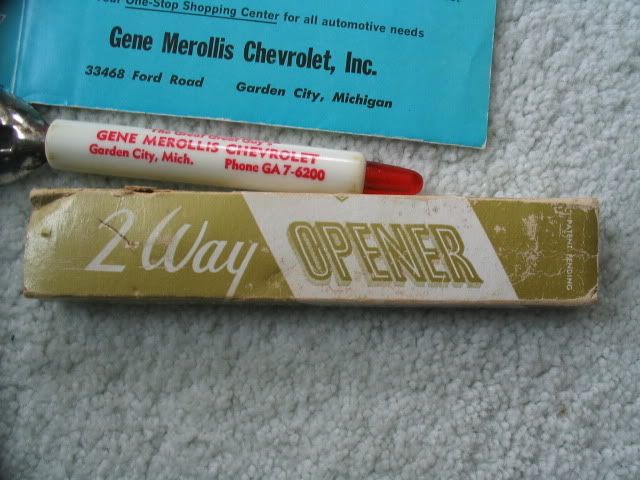 Your One-Stop Shopping Center for all automotive needs
Gene Merollis Chevrolet, Inc.
33468 Ford Road Garden City, Michigan
GENE MEROLLIS CHEVROLET
Garden City, Mich. Phone GA 7-6200
2 Way OPENER
PATENT PENDING